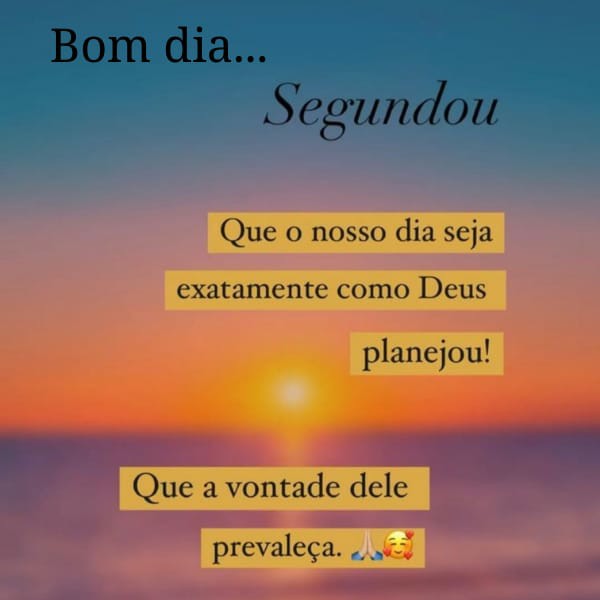 Bom dia...
Segundou
Que o nosso dia seja
exatamente como Deus
planejou!
Que a vontade dele
prevaleça. 🙏🏼🥰